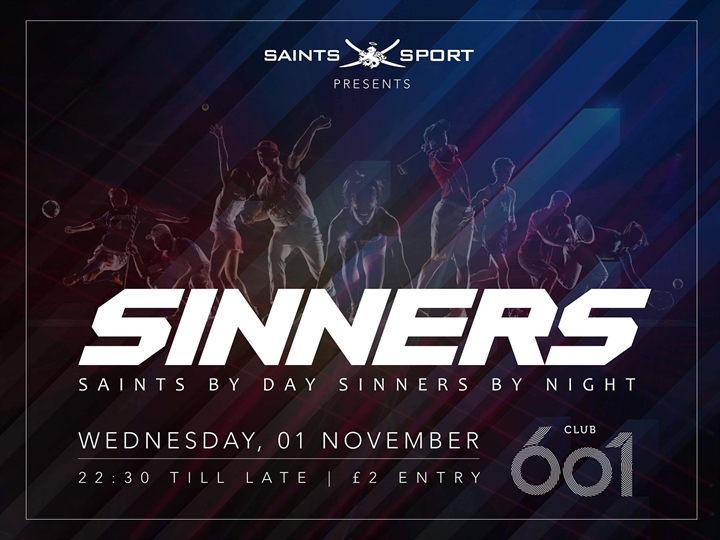 SAINTS SPORT
PRESENTS
SINNERS
SAINTS BY DAY SINNERS BY NIGHT
WEDNESDAY, 01 NOVEMBER
22:30 TILL LATE | £2 ENTRY
CLUB
601